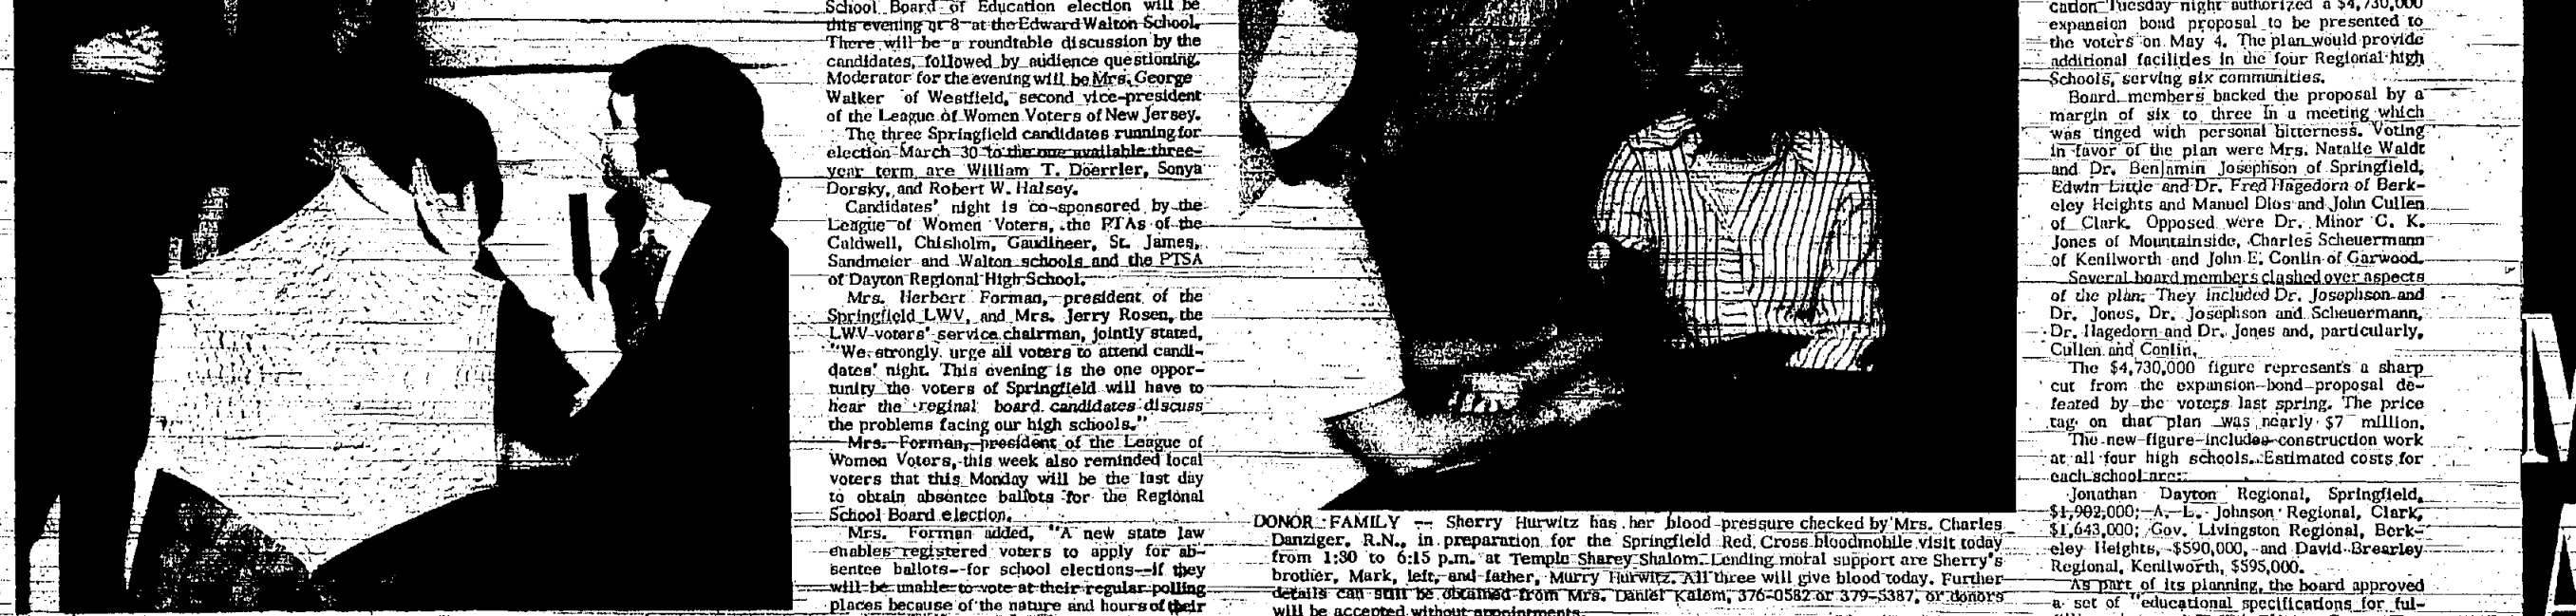 School Board of Education election will be
this evening at 8 at the Edward Walton School.
There will be a roundtable discussion by the
candidates, followed by audience questioning.
Moderator for the evening will be Mrs. George
Walker of Westfield, second vice-president
of the League of Women Voters of New Jersey.
The three Springfield candidates running for
election March 30 to the one available three-
year term are William T. Doerrler, Sonya
Dorsky, and Robert W. Halsey.
Candidates' night is co-sponsored by the
League of Women Voters, the PTAs of the
Caldwell, Chisholm, Gaudineer, St. James,
Sandmeier and Walton schools and the PTSA
of Dayton Regional High School.
Mrs. Herbert Forman, president of the
Springfield LWV, and Mrs. Jerry Rosen, the
LWV voters' service chairman, jointly stated,
"We strongly urge all voters to attend candi-
dates' night. This evening is the one oppor-
tunity the voters of Springfield will have to
hear the reginal board candidates discuss
the problems facing our high schools."
Mrs. Forman, president of the League of
Women Voters, this week also reminded local
voters that this Monday will be the last day
to obtain absentee ballots for the Regional
School Board election.
Mrs. Forman added, "A new state law
enables registered voters to apply for ab-
sentee ballots--for school elections--if they
will be unable to vote at their regular polling
places because of the nature and hours of their
DONOR FAMILY -- Sherry Hurwitz has her blood pressure checked by Mrs. Charles
Danziger, R.N., in preparation for the Springfield Red Cross bloodmobile visit today
from 1:30 to 6:15 p.m. at Temple Sharey Shalom. Lending moral support are Sherry's
brother, Mark, left, and father, Murry Hurwitz. All three will give blood today. Further
details can still be obtained from Mrs. Daniel Kalem, 376-0582 or 379-5387, or donors
will be accepted without appointments
cation Tuesday night authorized a $4,730,000
expansion bond proposal to be presented to
the voters on May 4. The plan would provide
additional facilities in the four Regional high
Schools, serving six communities.
Board members backed the proposal by a
margin of six to three in a meeting which
was tinged with personal bitterness. Voting
in favor of the plan were Mrs. Natalie Waldt
and Dr. Benjamin Josephson of Springfield,
Edwin Little and Dr. Fred Hagedorn of Berk-
eley Heights and Manuel Dios and John Cullen
of Clark. Opposed were Dr. Minor C. K.
Jones of Mountainside, Charles Scheuermann
of Kenilworth and John E. Conlin of Garwood.
Several board members clashed over aspects
of the plan. They included Dr. Josephson and
Dr. Jones, Dr. Josephson and Scheuermann,
Dr. Hagedorn and Dr. Jones and, particularly,
Cullen and Conlin.
The $4,730,000 figure represents a sharp
cut from the expansion bond proposal de-
feated by the voters last spring. The price
tag on that plan was nearly $7 million.
The new figure includes construction work
at all four high schools. Estimated costs for
each school are:
Jonathan Dayton Regional, Springfield,
$1,902,000; A. L. Johnson Regional, Clark,
$1,643,000; Gov. Livingston Regional, Berk-
eley Heights, $590,000, and David Brearley
Regional, Kenilworth, $595,000.
As part of its planning, the board approved
a set of "educational specifications for ful-